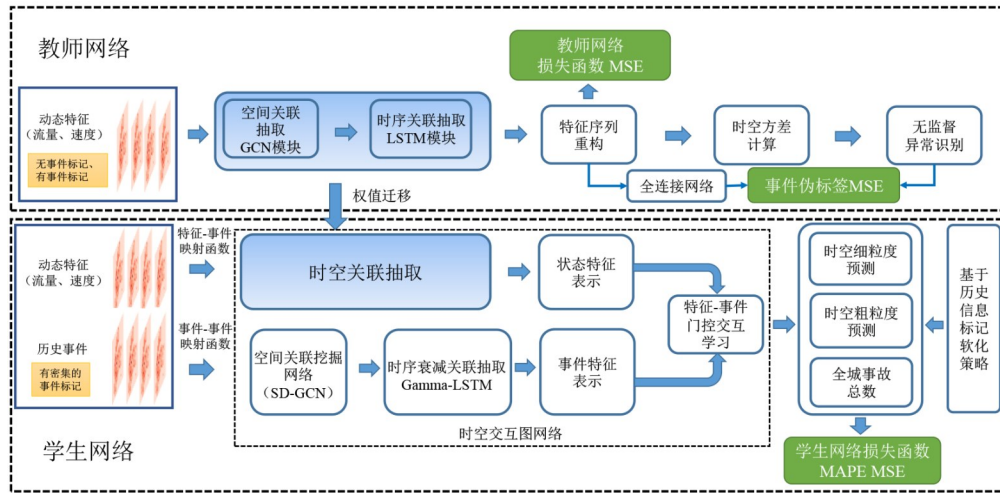 教师网络
教师网络
损失函数 MSE
动态特征
（流量、速度）
无事件标记、
有事件标记
空间关联
抽取
GCN模块
时序关联抽取
LSTM模块
特征序列
重构
时空方差
计算
无监督
异常识别
全连接网络
事件伪标签MSE
权值迁移
动态特征
（流量、速度）
历史事件
有密集的
事件标记
特征-事件
映射函数
事件-事件
映射函数
时空关联抽取
状态特征
表示
空间关联挖掘
网络
（SD-GCN）
时序衰减关联抽取
Gamma-LSTM
事件特征
表示
特征-事件
门控交互
学习
时空交互图网络
时空细粒度
预测
时空粗粒度
预测
全城事故
总数
基于
历史
信息
标记
软化
策略
学生网络
学生网络损失函数
MAPE MSE